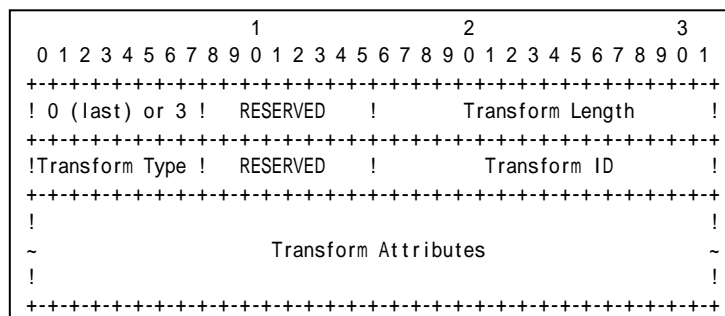 1                   2                   3
 0 1 2 3 4 5 6 7 8 9 0 1 2 3 4 5 6 7 8 9 0 1 2 3 4 5 6 7 8 9 0 1
+-+-+-+-+-+-+-+-+-+-+-+-+-+-+-+-+-+-+-+-+-+-+-+-+-+-+-+-+-+-+-+-+
! 0 (last) or 3 !   RESERVED    !        Transform Length       !
+-+-+-+-+-+-+-+-+-+-+-+-+-+-+-+-+-+-+-+-+-+-+-+-+-+-+-+-+-+-+-+-+
!Transform Type !   RESERVED    !          Transform ID         !
+-+-+-+-+-+-+-+-+-+-+-+-+-+-+-+-+-+-+-+-+-+-+-+-+-+-+-+-+-+-+-+-+
!                                                               !
~                      Transform Attributes                     ~
!                                                               !
+-+-+-+-+-+-+-+-+-+-+-+-+-+-+-+-+-+-+-+-+-+-+-+-+-+-+-+-+-+-+-+-+